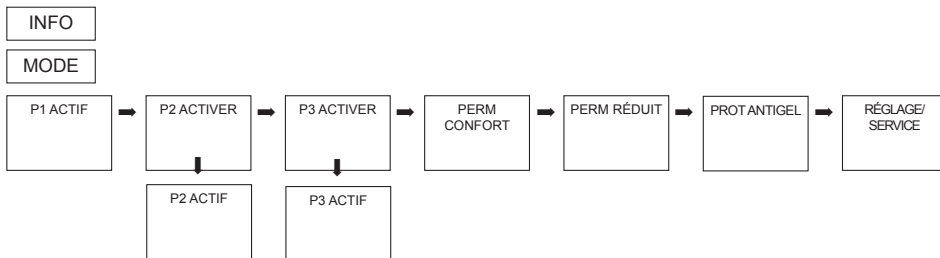 INFO
MODE
P1 ACTIF
P2 ACTIVER
P3 ACTIVER
PERM
CONFORT
PERM RÉDUIT
PROT ANTIGEL
RÉGLAGE/
SERVICE
P2 ACTIF
P3 ACTIF